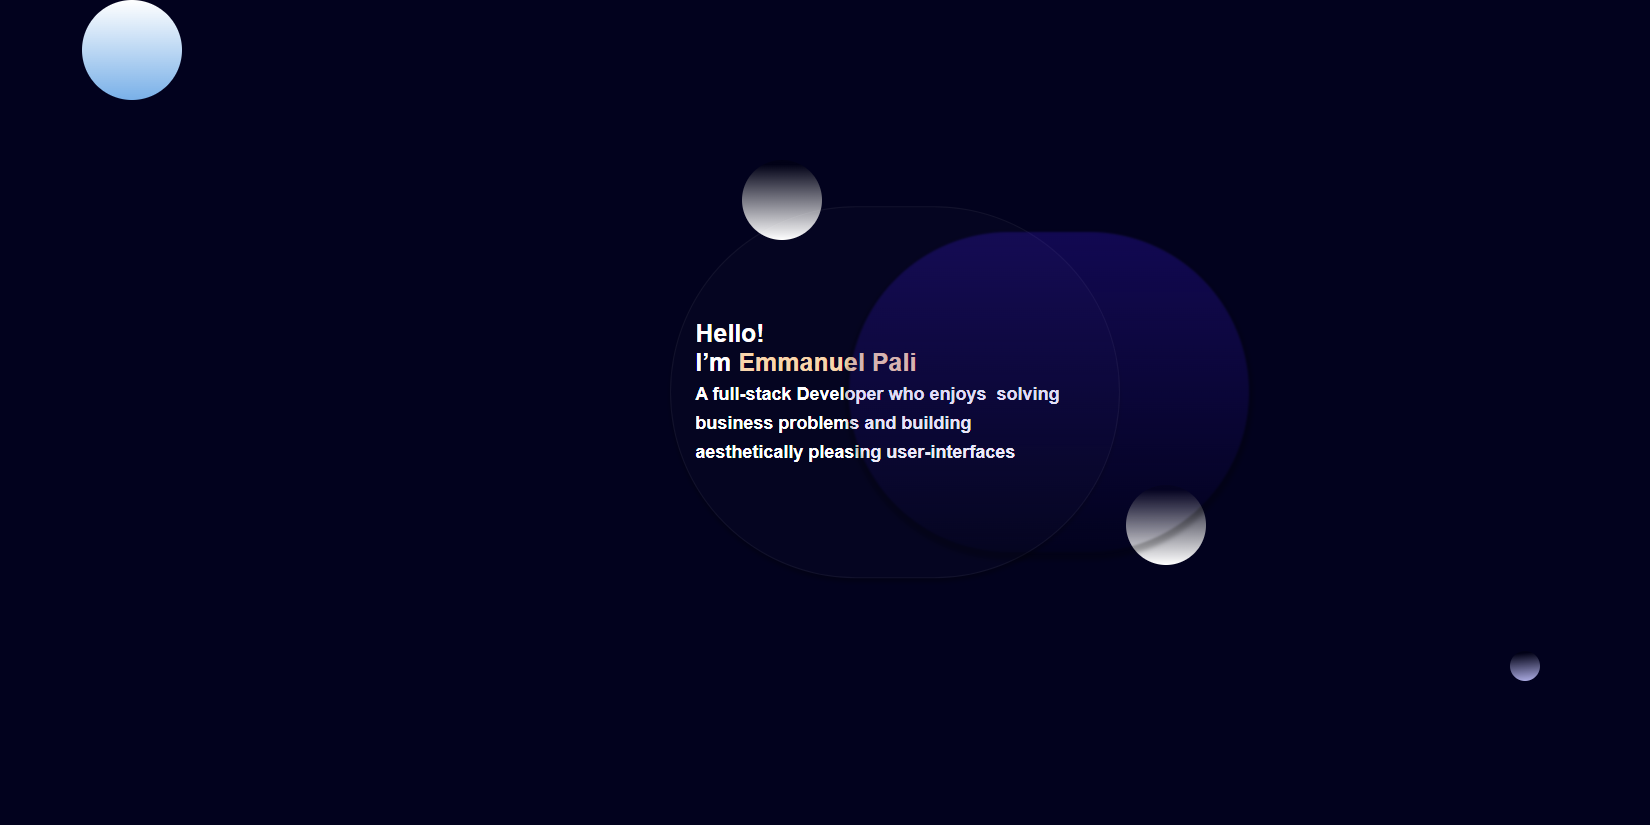 Hello!
I’m Emmanuel Pali
A full-stack Developer who enjoys  solving
business problems and building
aesthetically pleasing user-interfaces